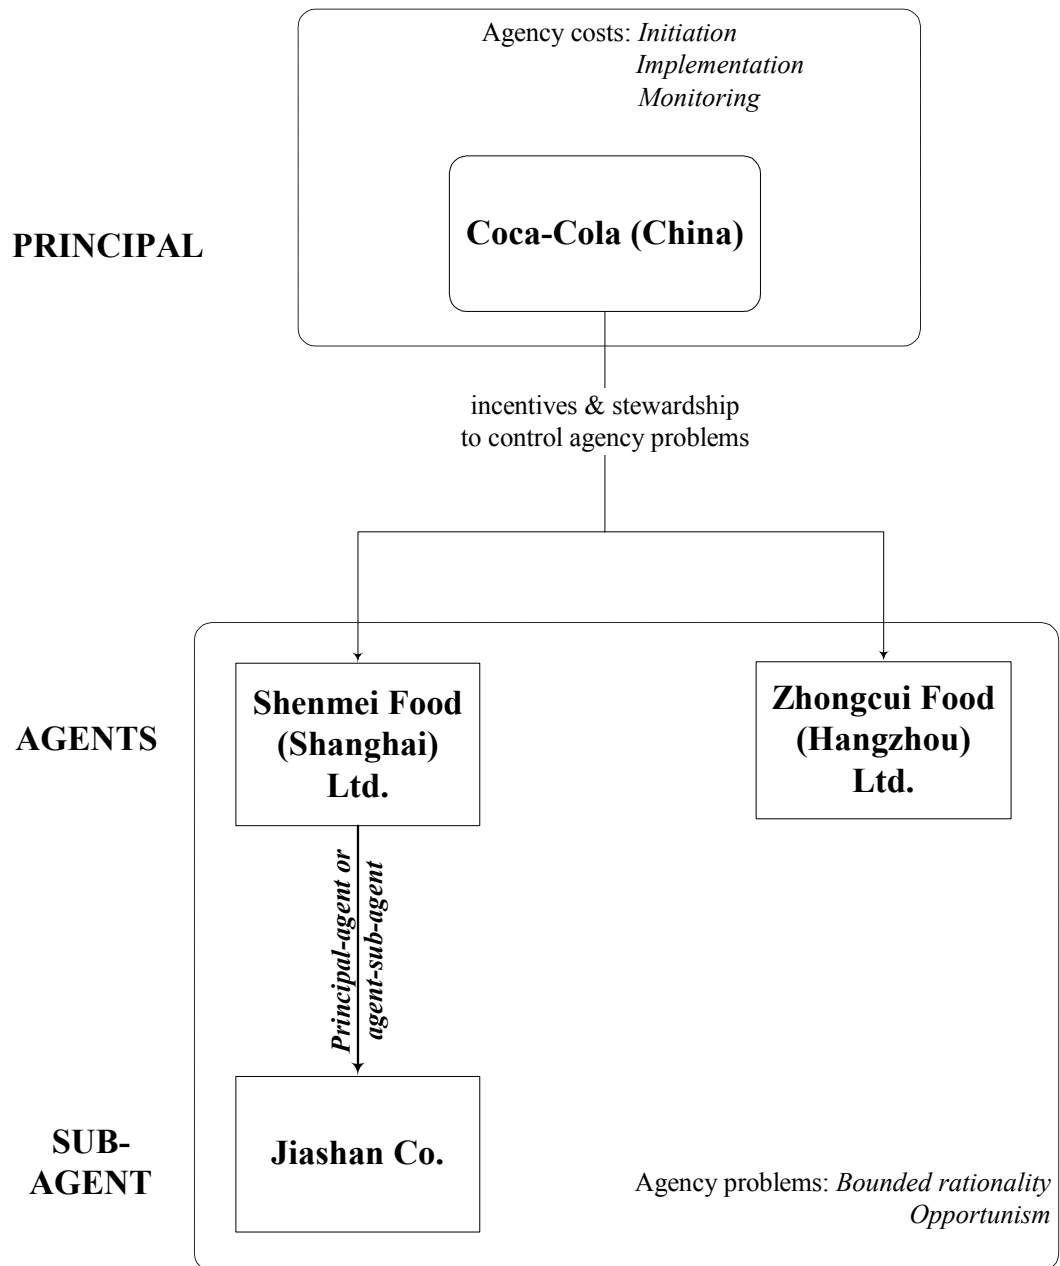 Agency costs: Initiation
Implementation
Monitoring
PRINCIPAL
Coca-Cola (China)
incentives & stewardship
to control agency problems
AGENTS
Shenmei Food
(Shanghai)
Ltd.
Zhongcui Food
(Hangzhou)
Ltd.
Principal-agent or
agent-sub-agent
SUB-
AGENT
Jiashan Co.
Agency problems: Bounded rationality
Opportunism